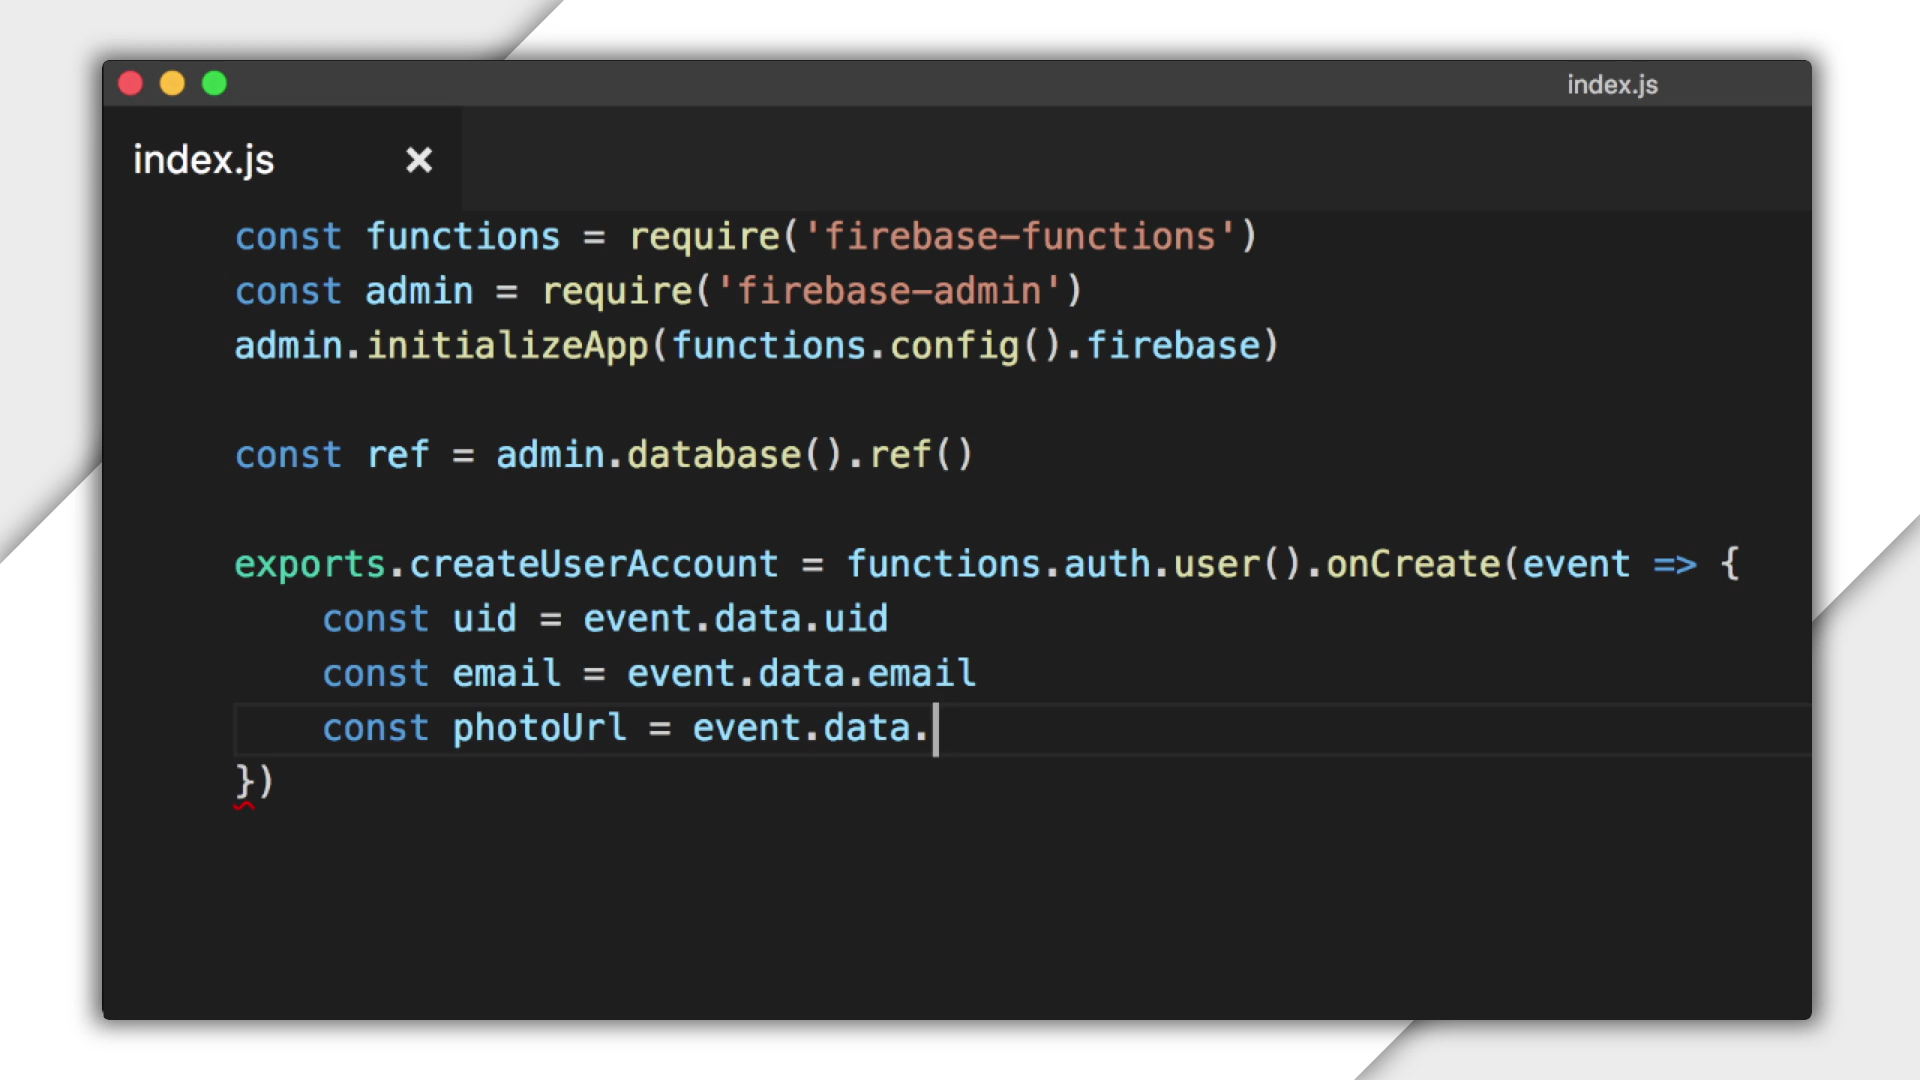 index.js
index.js
const functions = require('firebase-functions')
const admin = require('firebase-admin')
admin.initializeApp(functions.config().firebase)
const ref = admin.database().ref()
exports.createUserAccount = functions.auth.user().onCreate(event => {
    const uid = event.data.uid
    const email = event.data.email
    const photoUrl = event.data.
})